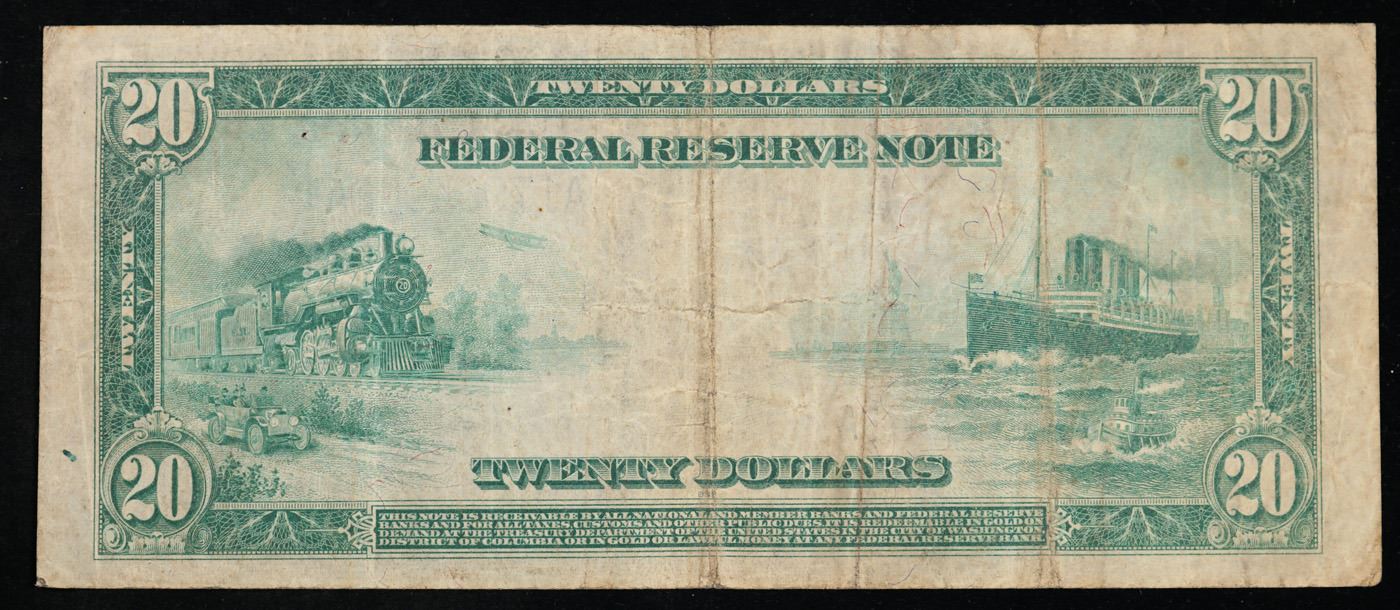 20 TWENTY DOLLARS 20
FEDERAL RESERVE NOTE
TWENTY
TWENTY
20
TWENTY DOLLARS
20 20
THIS NOTE IS RECEIVABLE BY ALL NATIONAL AND MEMBER BANKS AND FEDERAL RESERVE
BANKS AND FOR ALL TAXES, CUSTOMS AND OTHER PUBLIC DUES. IT IS REDEEMABLE IN GOLD ON
DEMAND AT THE TREASURY DEPARTMENT OF THE UNITED STATES IN THE CITY OF WASHINGTON,
DISTRICT OF COLUMBIA OR IN GOLD OR LAWFUL MONEY AT ANY FEDERAL RESERVE BANK.